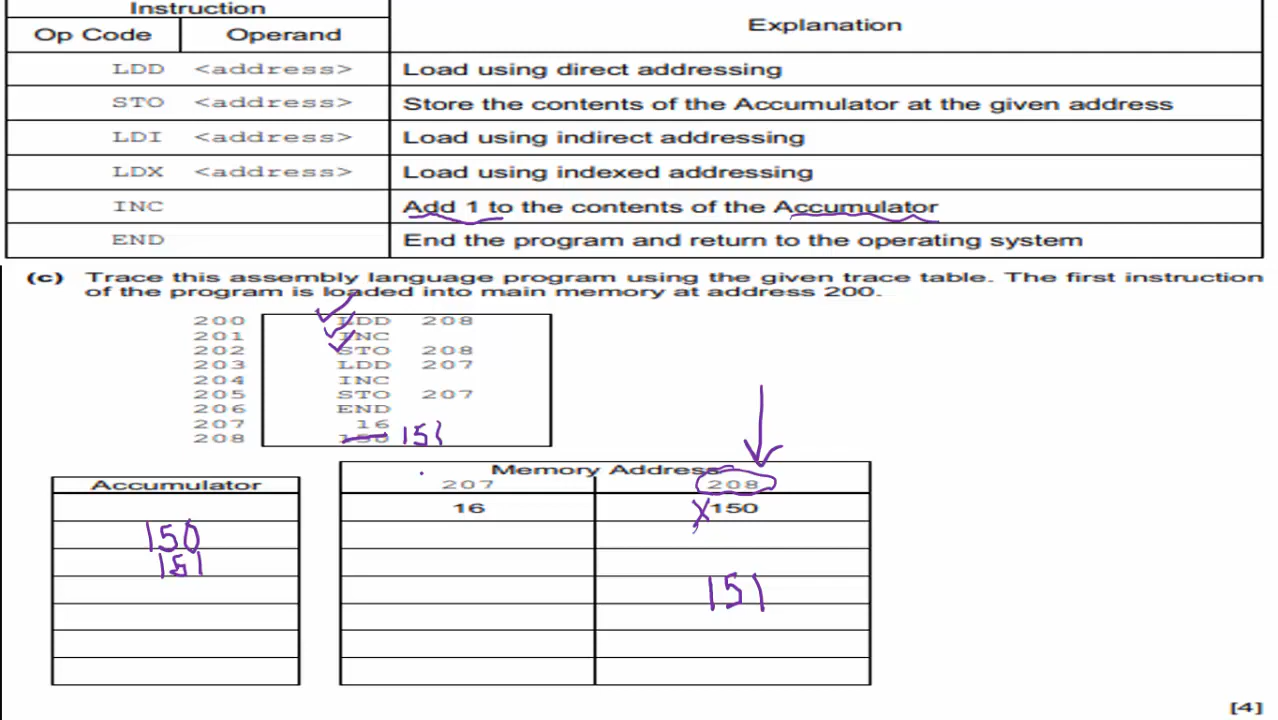 Instruction
Explanation
Op Code Operand
LDD <address> Load using direct addressing
STO <address> Store the contents of the Accumulator at the given address
LDI <address> Load using indirect addressing
LDX <address> Load using indexed addressing
INC Add 1 to the contents of the Accumulator
END End the program and return to the operating system
(c) Trace this assembly language program using the given trace table. The first instruction
of the program is loaded into main memory at address 200.
200 LDD 208
201 INC
202 STO 208
203 LDD 207
204 INC
205 STO 207
206 END
207 16
208 150 151
Memory Address
Accumulator 207 208
16 150
150
151
151
[4]